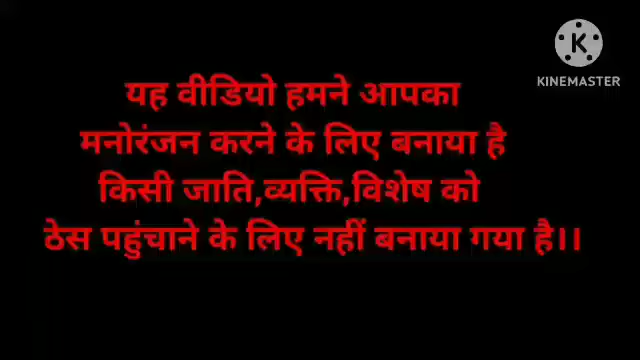 K
KINEMASTER
यह वीडियो हमने आपका
मनोरंजन करने के लिए बनाया है
किसी जाति,व्यक्ति,विशेष को
ठेस पहुंचाने के लिए नहीं बनाया गया है।।